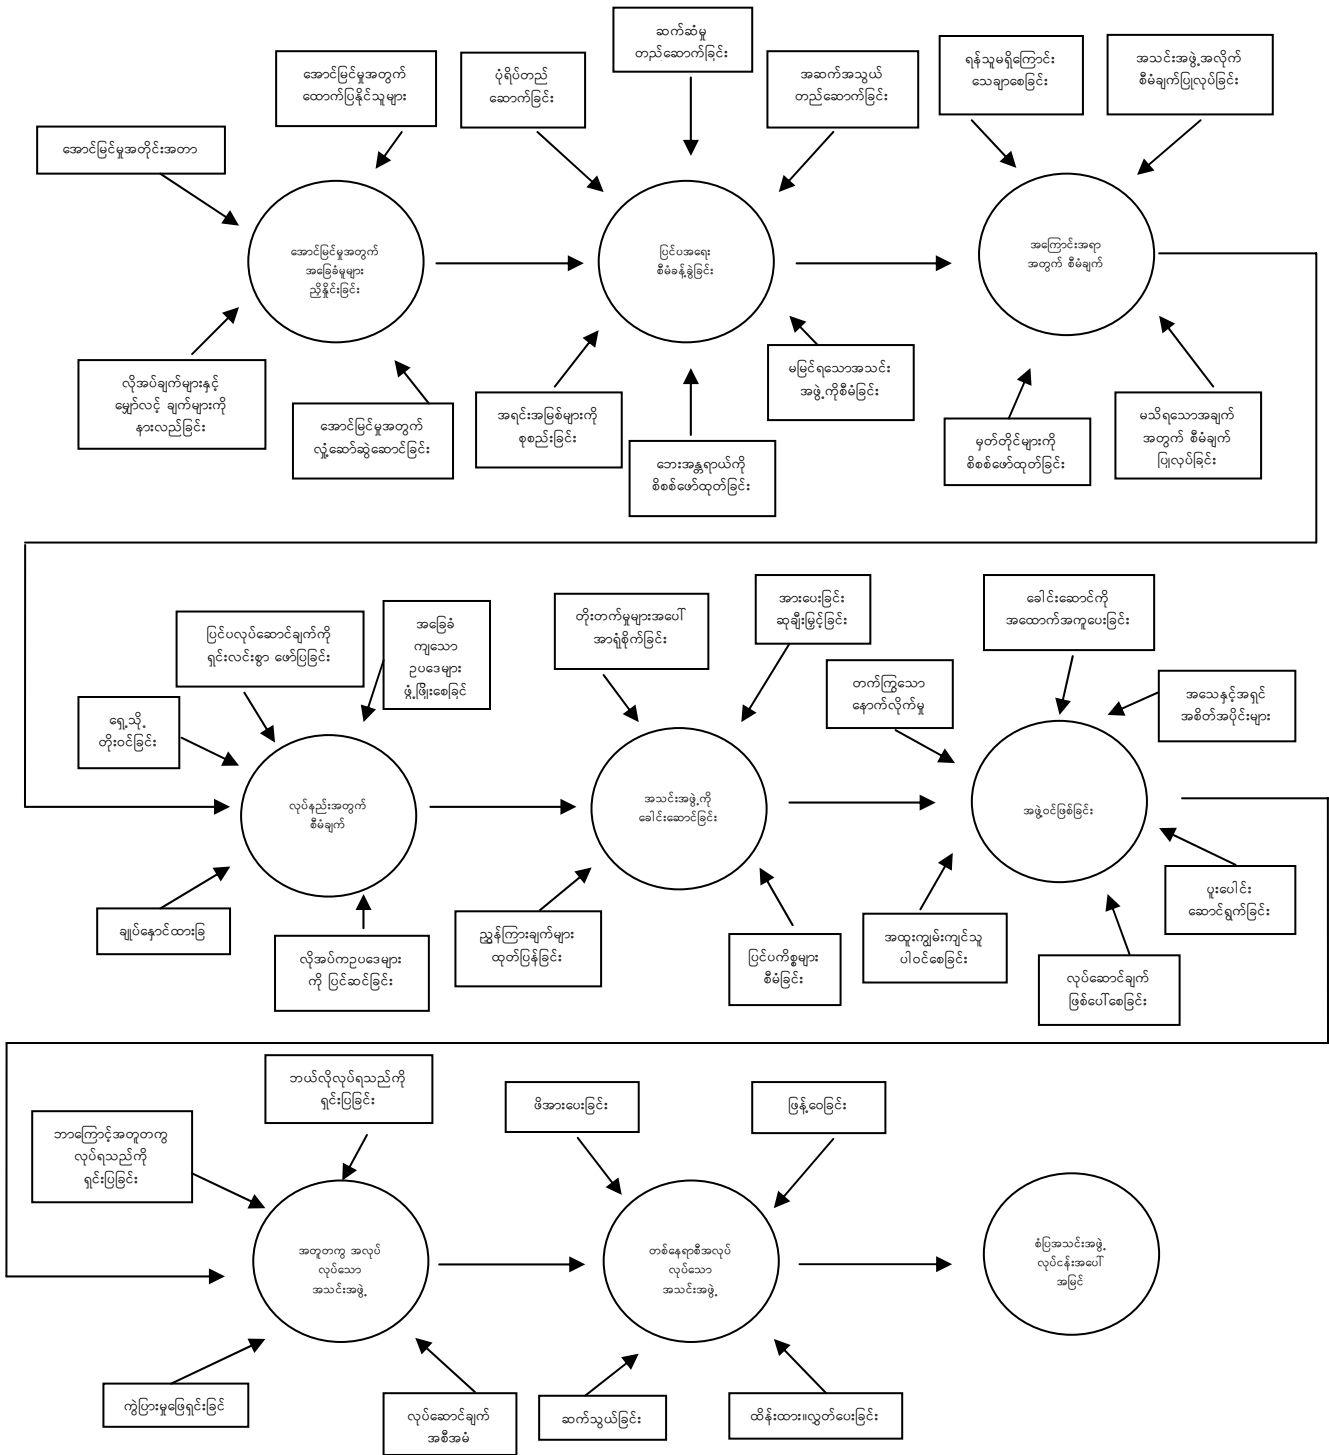 ဆက်ဆံမှု
တည်ဆောက်ခြင်း
အောင်မြင်မှုအတွက်
ထောက်ပြနိုင်သူများ
ပုံရိပ်တည်
ဆောက်ခြင်း
အဆက်အသွယ်
တည်ဆောက်ခြင်း
ရန်သူမရှိကြောင်း
သေချာစေခြင်း
အသင်းအဖွဲ့အလိုက်
စီမံချက်ပြုလုပ်ခြင်း
အောင်မြင်မှုအတိုင်းအတာ
အောင်မြင်မှုအတွက်
အခြေခံမူများ
ညှိနှိုင်းခြင်း
ပြင်ပအရေး
စီမံခန့်ခွဲခြင်း
အကြောင်းအရာ
အတွက် စီမံချက်
လိုအပ်ချက်များနှင့်
မျှော်လင့် ချက်များကို
နားလည်ခြင်း
အောင်မြင်မှုအတွက်
လှုံ့ဆော်ဆွဲဆောင်ခြင်း
အရင်းအမြစ်များကို
စုစည်းခြင်း
ဘေးအန္တရာယ်ကို
စိစစ်ဖော်ထုတ်ခြင်း
မမြင်ရသောအသင်း
အဖွဲ့ကိုစီမံခြင်း
မှတ်တိုင်များကို
စိစစ်ဖော်ထုတ်ခြင်း
မသိရသောအချက်
အတွက် စီမံချက်
ပြုလုပ်ခြင်း
ပြင်ပလုပ်ဆောင်ချက်ကို
ရှင်းလင်းစွာ ဖော်ပြခြင်း
အခြေခံ
ကျသော
ဥပဒေများ
ဖွံ့ဖြိုးစေခြင်
တိုးတက်မှုများအပေါ်
အာရုံစိုက်ခြင်း
အားပေးခြင်း
ဆုချီးမြှင့်ခြင်း
ခေါင်းဆောင်ကို
အထောက်အကူပေးခြင်း
ရှေ့သို့
တိုးဝင်ခြင်း
တက်ကြွသော
နောက်လိုက်မှု
အသေနှင့်အရှင်
အစိတ်အပိုင်းများ
လုပ်နည်းအတွက်
စီမံချက်
အသင်းအဖွဲ့ကို
ခေါင်းဆောင်ခြင်း
အဖွဲ့ဝင်ဖြစ်ခြင်း
ချုပ်နှောင်ထားခြ
လိုအပ်ကဥပဒေများ
ကို ပြင်ဆင်ခြင်း
ညွှန်ကြားချက်များ
ထုတ်ပြန်ခြင်း
ပြင်ပကိစ္စများ
စီမံခြင်း
အထူးကျွမ်းကျင်သူ
ပါဝင်စေခြင်း
လုပ်ဆောင်ချက်
ဖြစ်ပေါ်စေခြင်း
ပူးပေါင်း
ဆောင်ရွက်ခြင်း
ဘယ်လိုလုပ်ရသည်ကို
ရှင်းပြခြင်း
ဘာကြောင့်အတူတကွ
လုပ်ရသည်ကို
ရှင်းပြခြင်း
ဖိအားပေးခြင်း
ဖြန့်ဝေခြင်း
အတူတကွ အလုပ်
လုပ်သော
အသင်းအဖွဲ့
တစ်နေရာစီအလုပ်
လုပ်သော
အသင်းအဖွဲ့
စံပြအသင်းအဖွဲ့
လုပ်ငန်းအပေါ်
အမြင်
ကွဲပြားမှုဖြေရှင်းခြင်
လုပ်ဆောင်ချက်
အစီအမံ
ဆက်သွယ်ခြင်း
ထိန်းထား။လွှတ်ပေးခြင်း